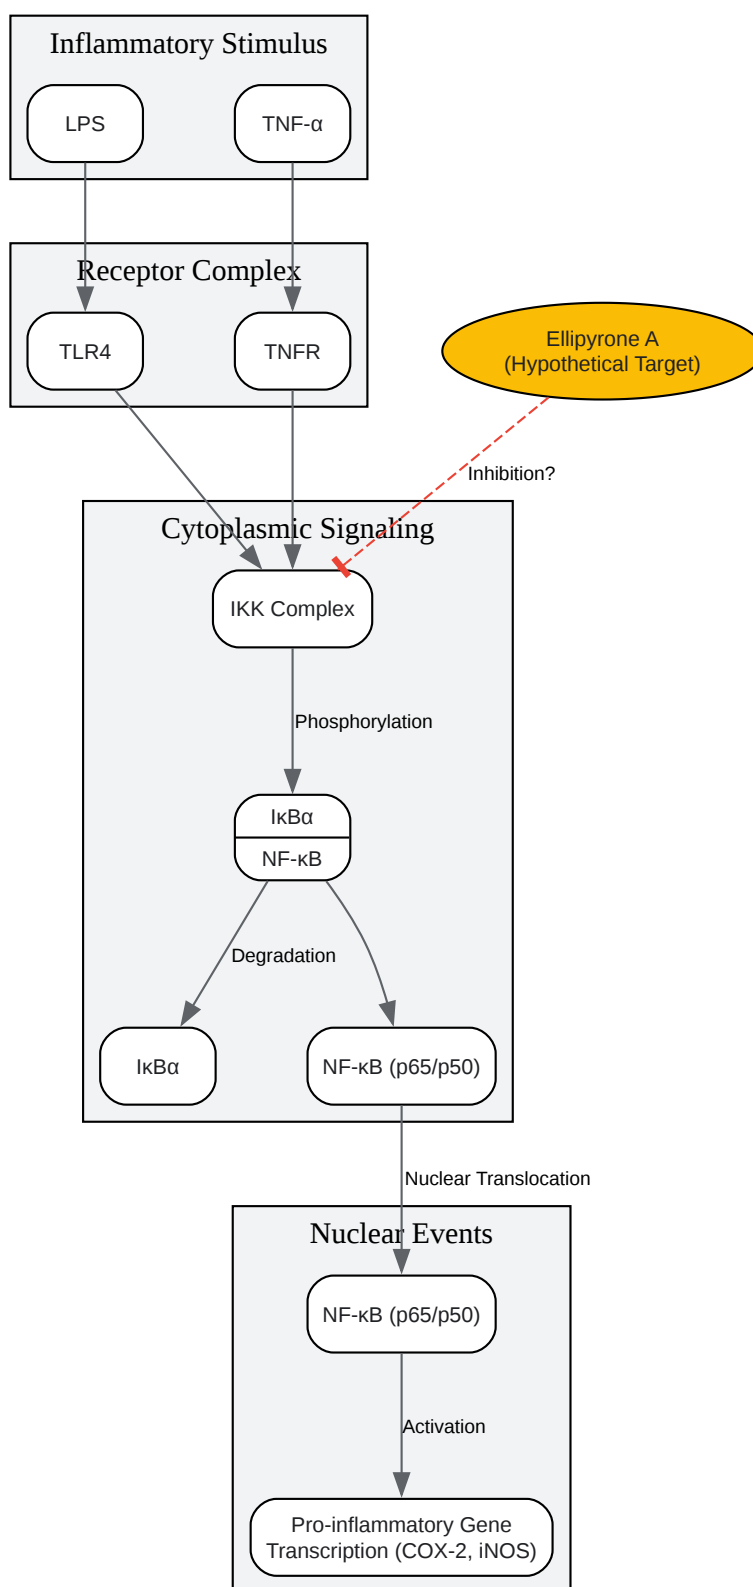 Inflammatory Stimulus
LPS
TNF-α
Receptor Complex
TLR4
TNFR
Ellipyrone A
(Hypothetical Target)
Inhibition?
Cytoplasmic Signaling
IKK Complex
Phosphorylation
IκBα
NF-κB
Degradation
IκBα
NF-κB (p65/p50)
Nuclear Translocation
Nuclear Events
NF-κB (p65/p50)
Activation
Pro-inflammatory Gene
Transcription (COX-2, iNOS)